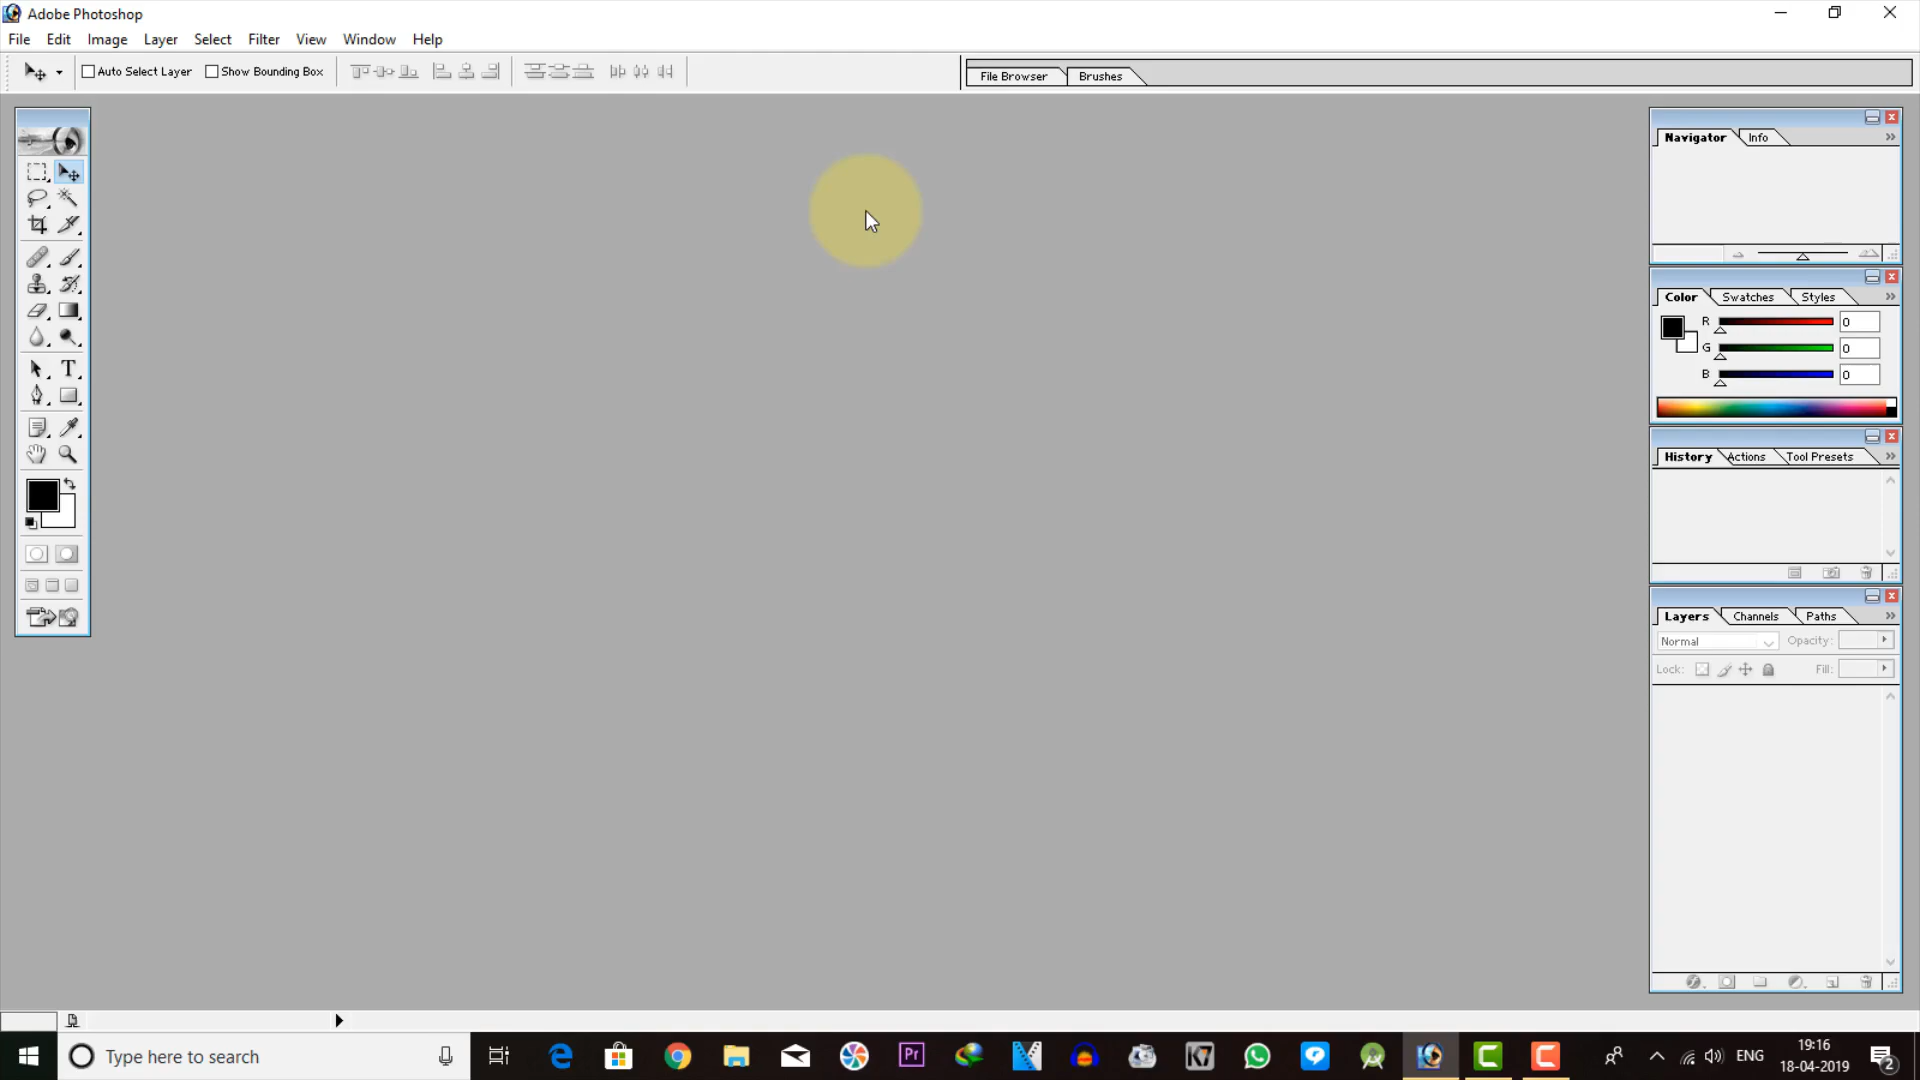 Adobe Photoshop
File Edit Image Layer Select Filter View Window Help
Auto Select Layer Show Bounding Box File Browser Brushes
Navigator Info
Color Swatches Styles
R 0
G 0
B 0
History Actions Tool Presets
Layers Channels Paths
Normal Opacity:
Lock: Fill:
T
Type here to search Pr ENG 19:16
18-04-2019 2